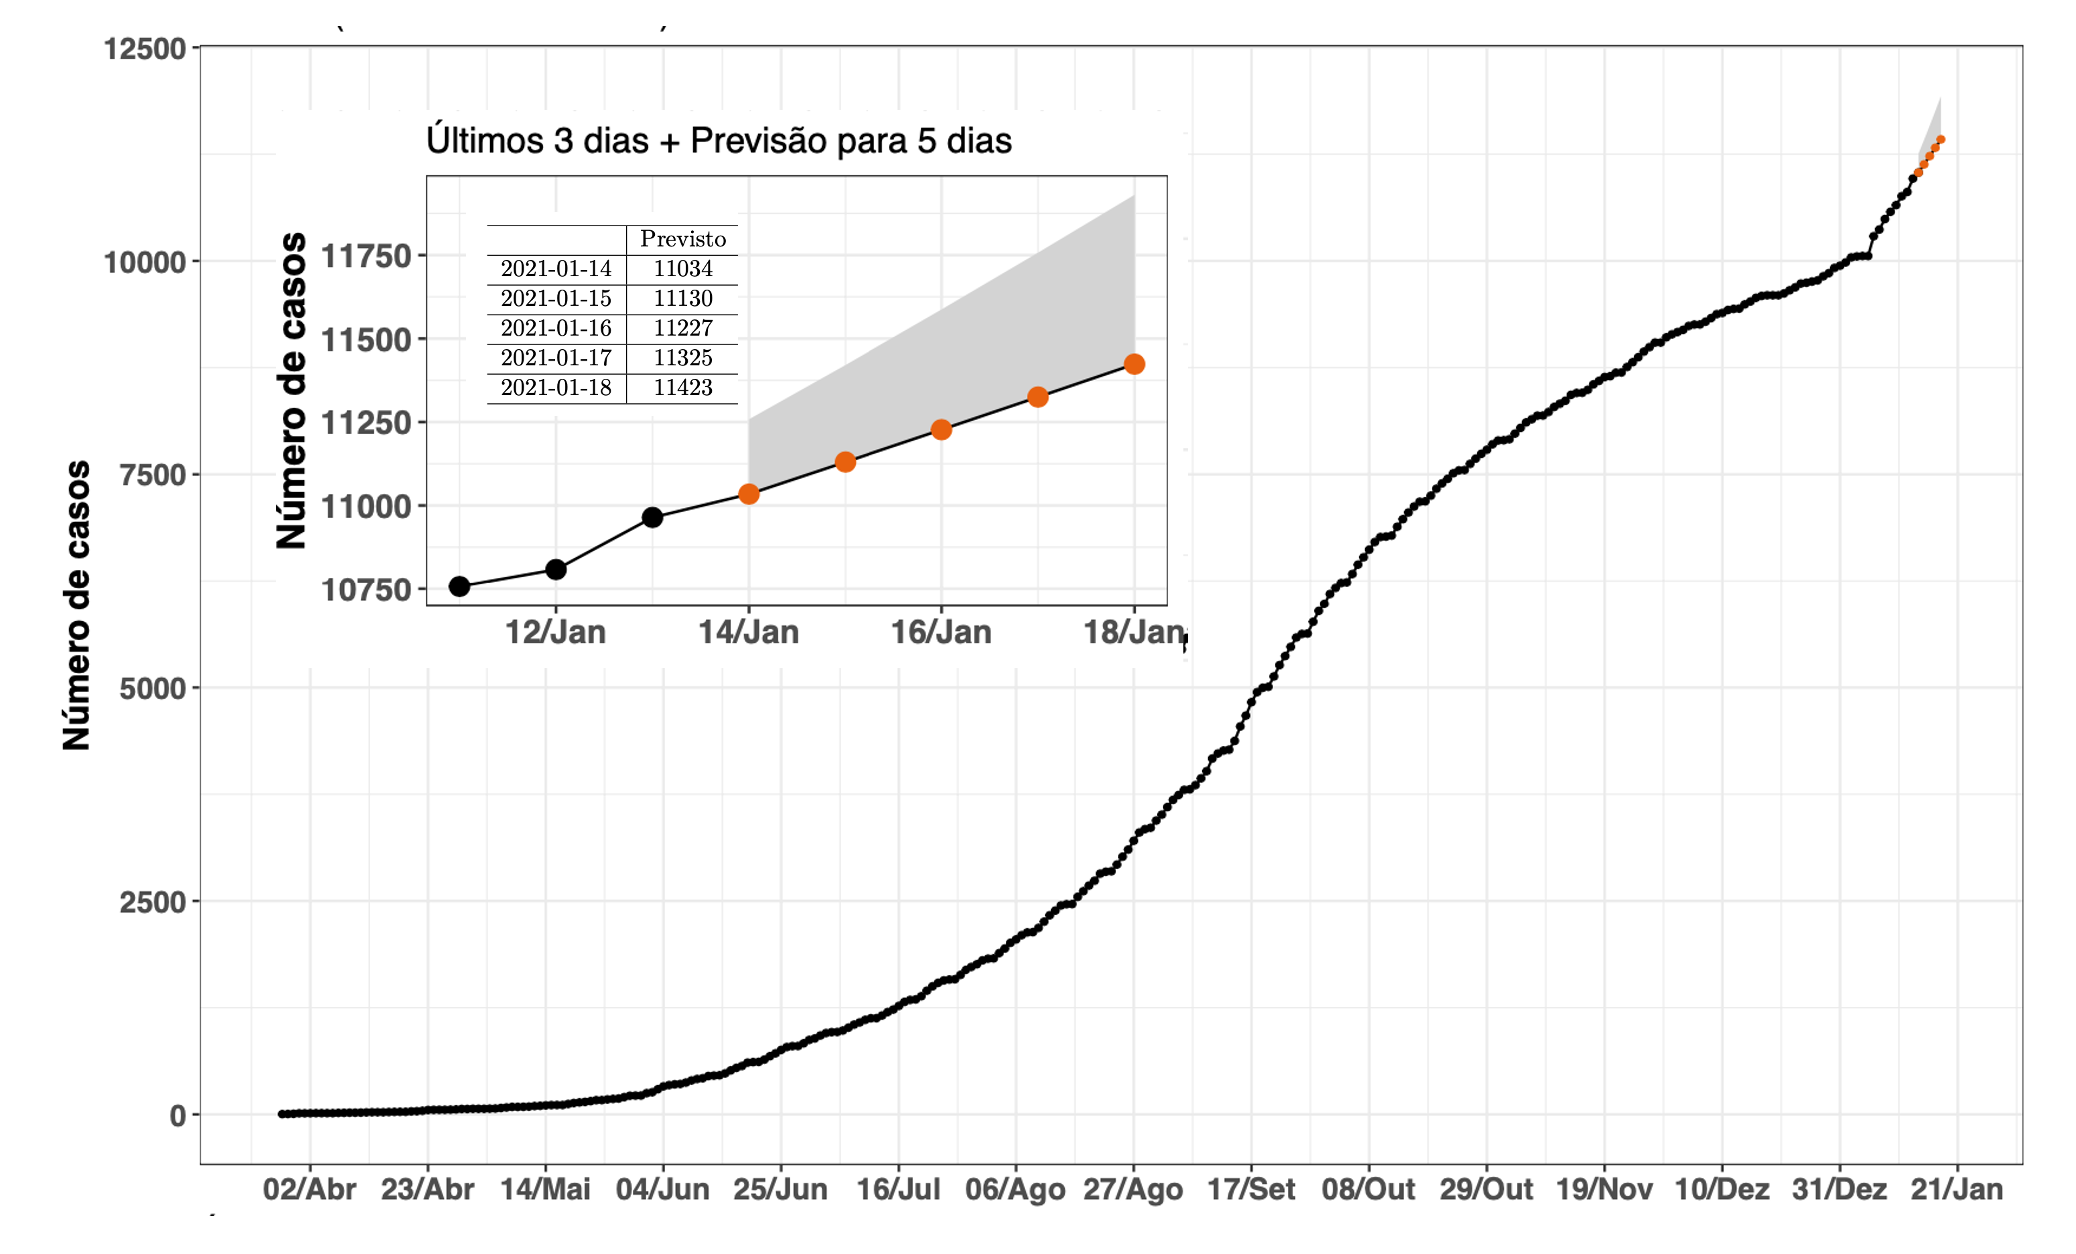 12500
10000
7500
5000
2500
0
Número de casos
02/Abr 23/Abr 14/Mai 04/Jun 25/Jun 16/Jul 06/Ago 27/Ago 17/Set 08/Out 29/Out 19/Nov 10/Dez 31/Dez 21/Jan
Últimos 3 dias + Previsão para 5 dias
Número de casos
11750
11500
11250
11000
10750
12/Jan 14/Jan 16/Jan 18/Jan
Previsto
2021-01-14 11034
2021-01-15 11130
2021-01-16 11227
2021-01-17 11325
2021-01-18 11423